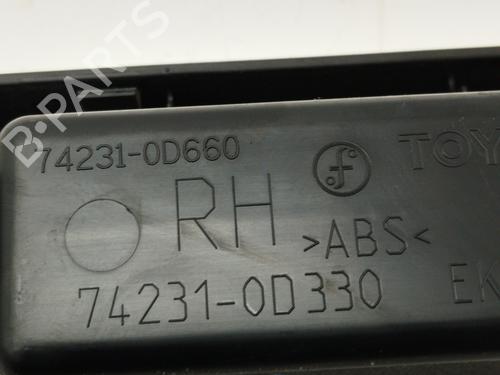 B-PARTS
74231-0D660
f TOY
RH >ABS<
74231-0D330 EK